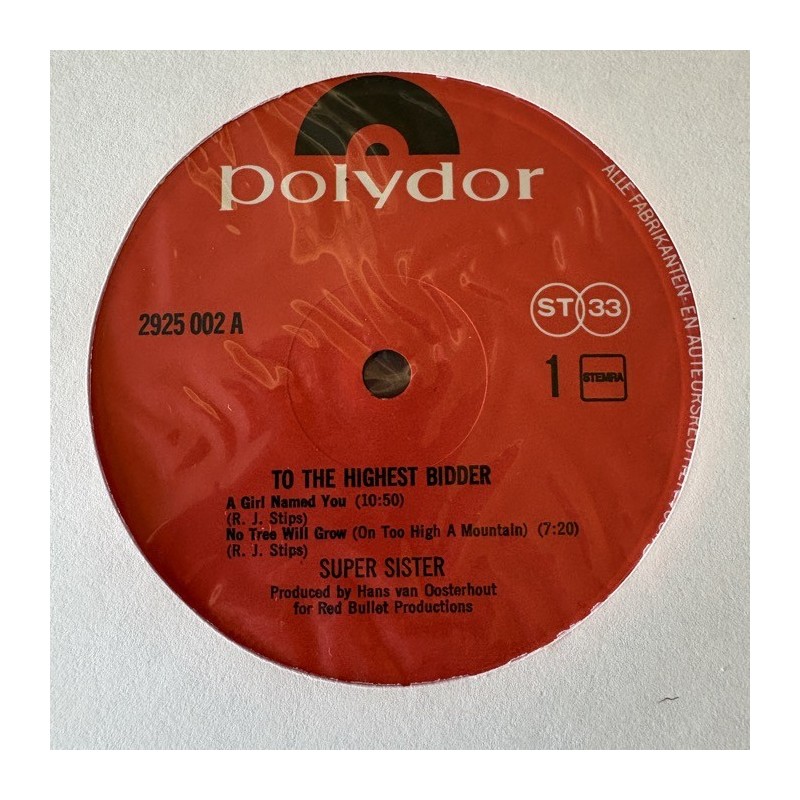 polydor
ALLE FABRIKANTEN- EN AUTEURSRECHTEN
2925 002 A
ST 33
1
STEMRA
TO THE HIGHEST BIDDER
A Girl Named You (10:50)
(R. J. Stips)
No Tree Will Grow (On Too High A Mountain) (7:20)
(R. J. Stips)
SUPER SISTER
Produced by Hans van Oosterhout
for Red Bullet Productions